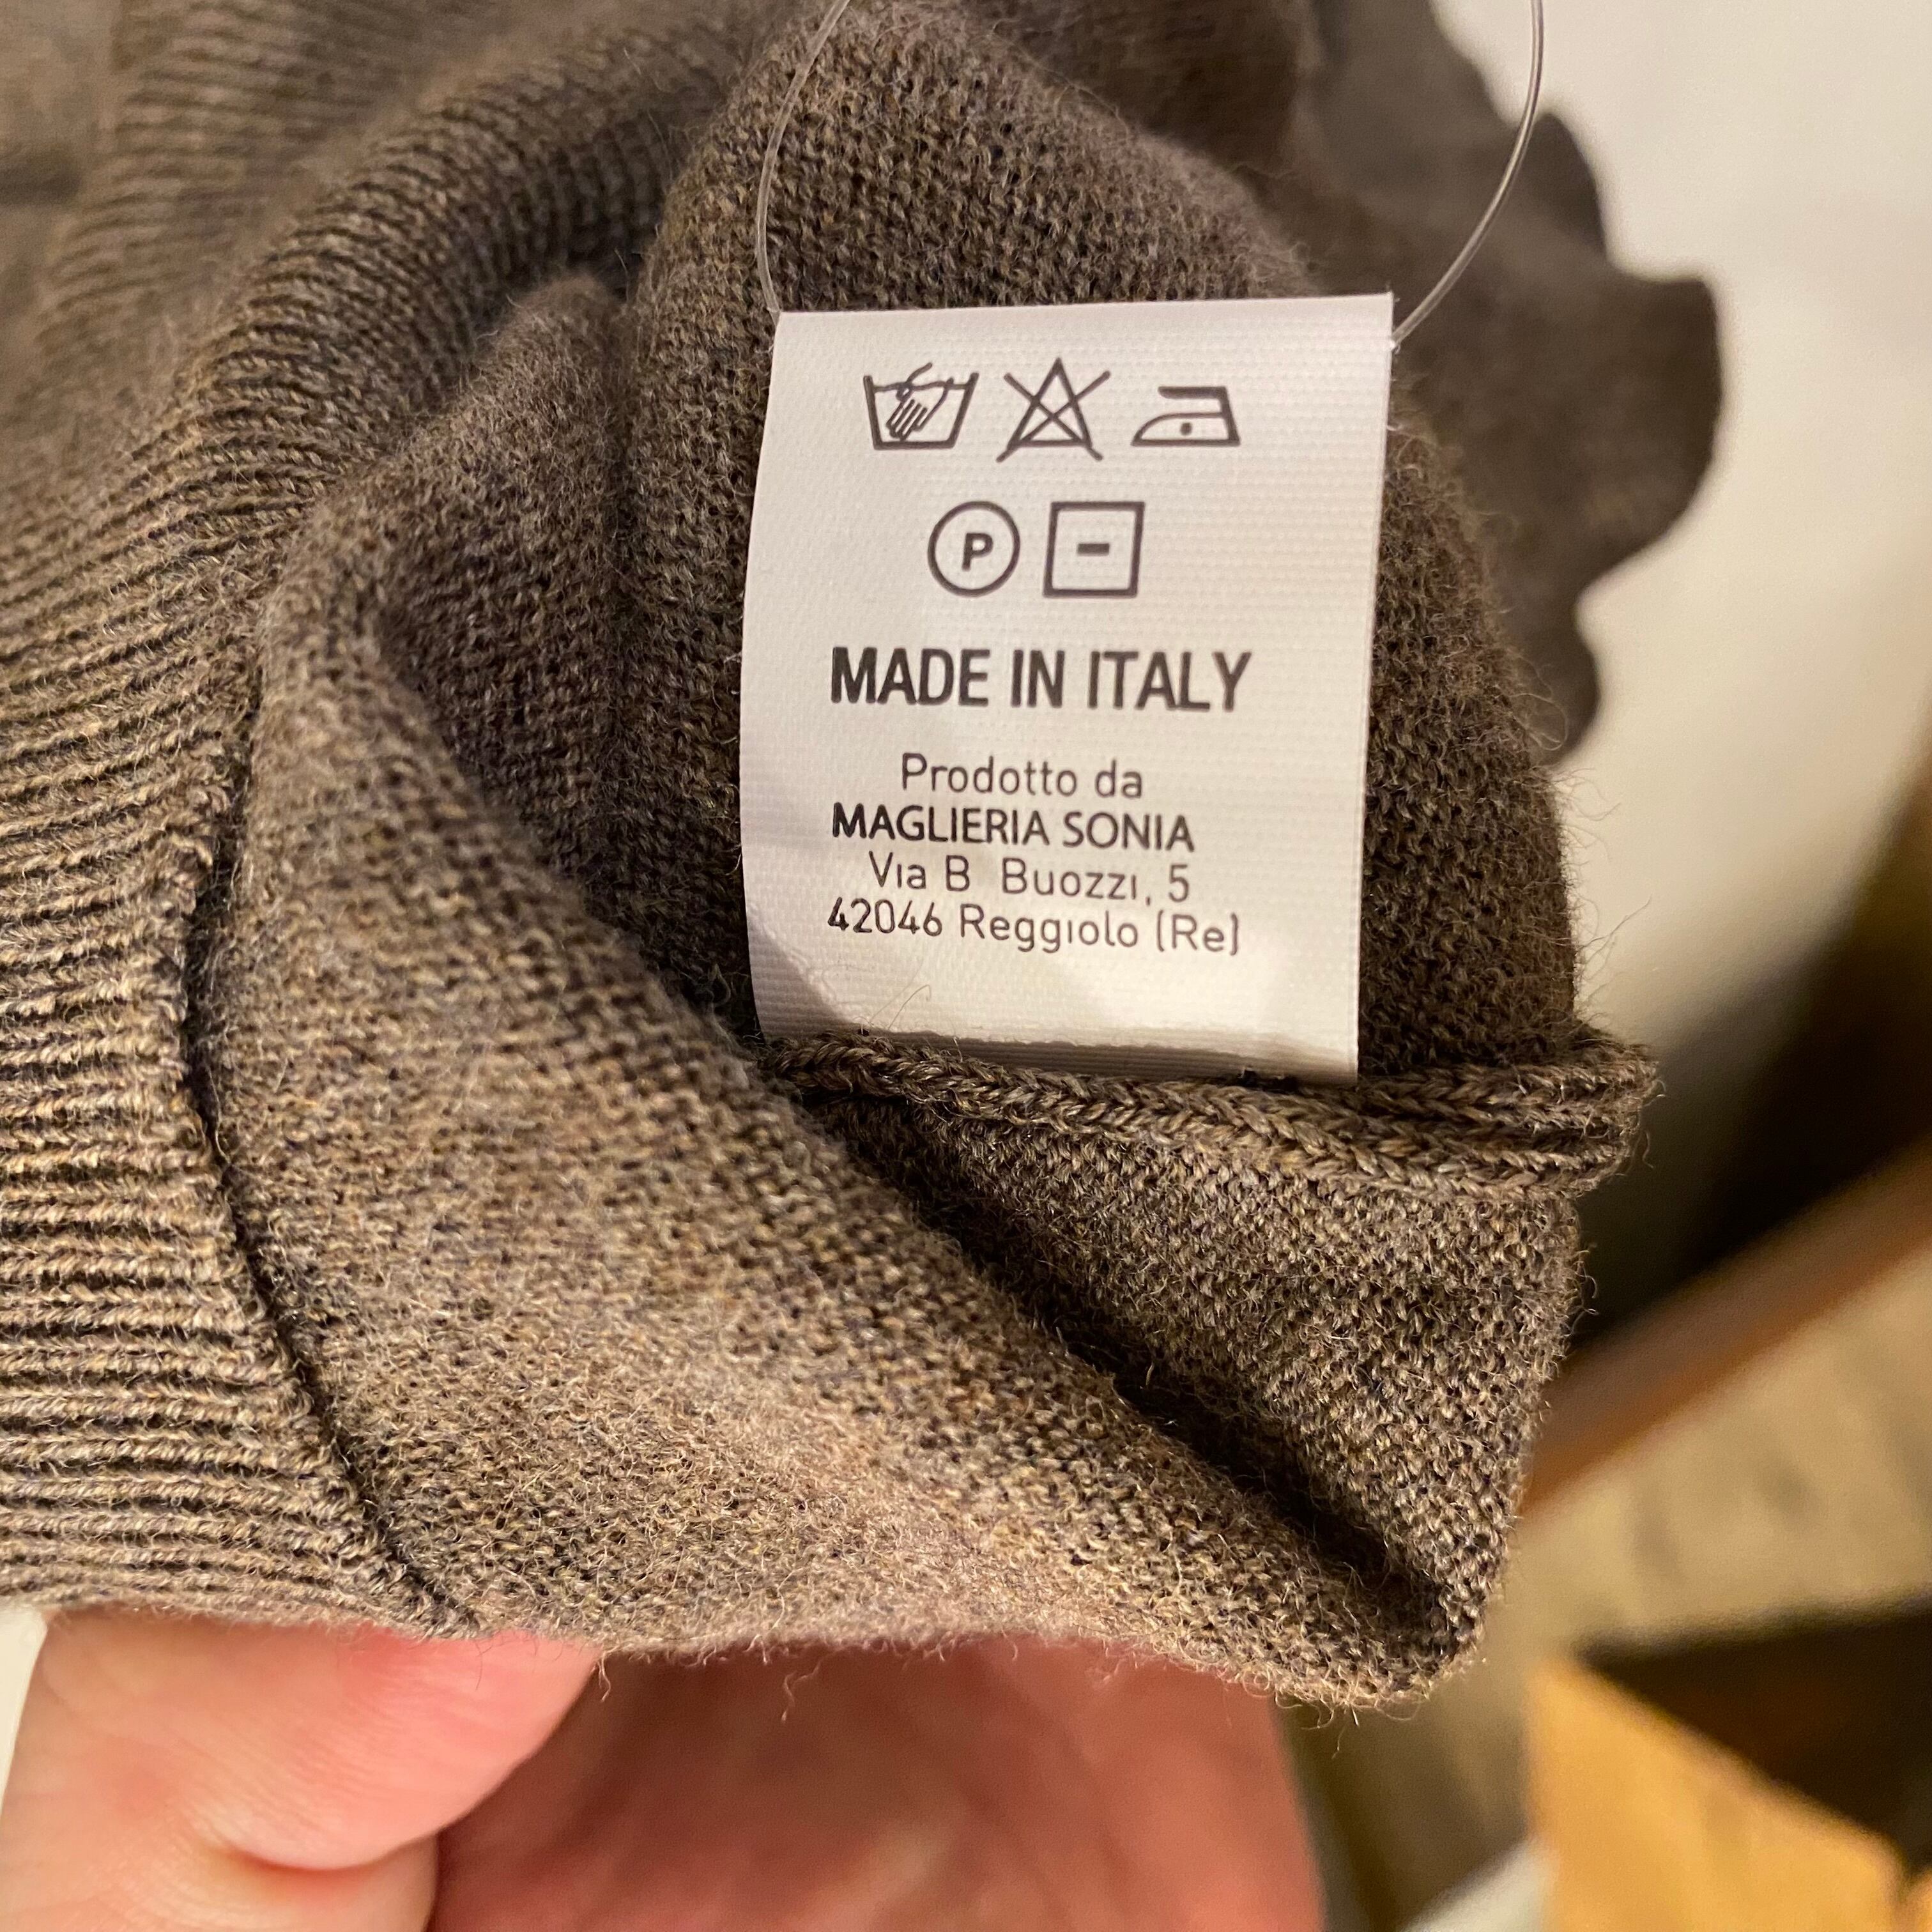 P
MADE IN ITALY
Prodotto da
MAGLIERIA SONIA
Via B Buozzi, 5
42046 Reggiolo (Re)